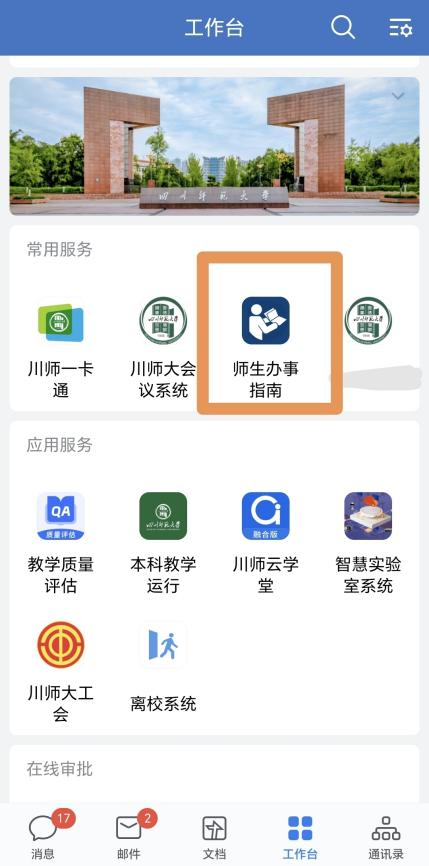 工作台
四川师范大学
常用服务
川师一卡
通
川师大会
议系统
师生办事
指南
应用服务
QA
质量评估
融合版
教学质量
评估
本科教学
运行
川师云学
堂
智慧实验
室系统
川师大工
会
离校系统
在线审批
17
2
消息
邮件
文档
工作台
通讯录